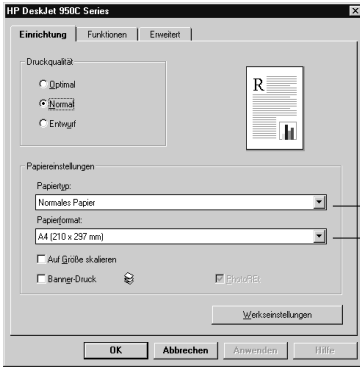 HP DeskJet 950C Series
Einrichtung Funktionen Erweitert
Druckqualität
Optimal
Normal
Entwurf
R
Papiereinstellungen
Papiertyp:
Normales Papier
Papierformat:
A4 (210 x 297 mm)
Auf Größe skalieren
Banner-Druck PhotoREt
Werkseinstellungen
OK Abbrechen Anwenden Hilfe